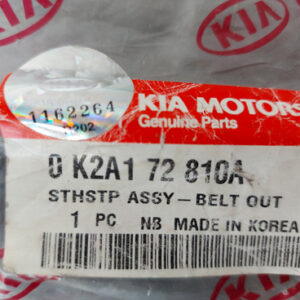 KIA
1162264
0202
KIA MOTORS
Genuine Parts
0 K2A1 72 810A
STHSTP ASSY-BELT OUT
1 PC NB MADE IN KOREA
KIA